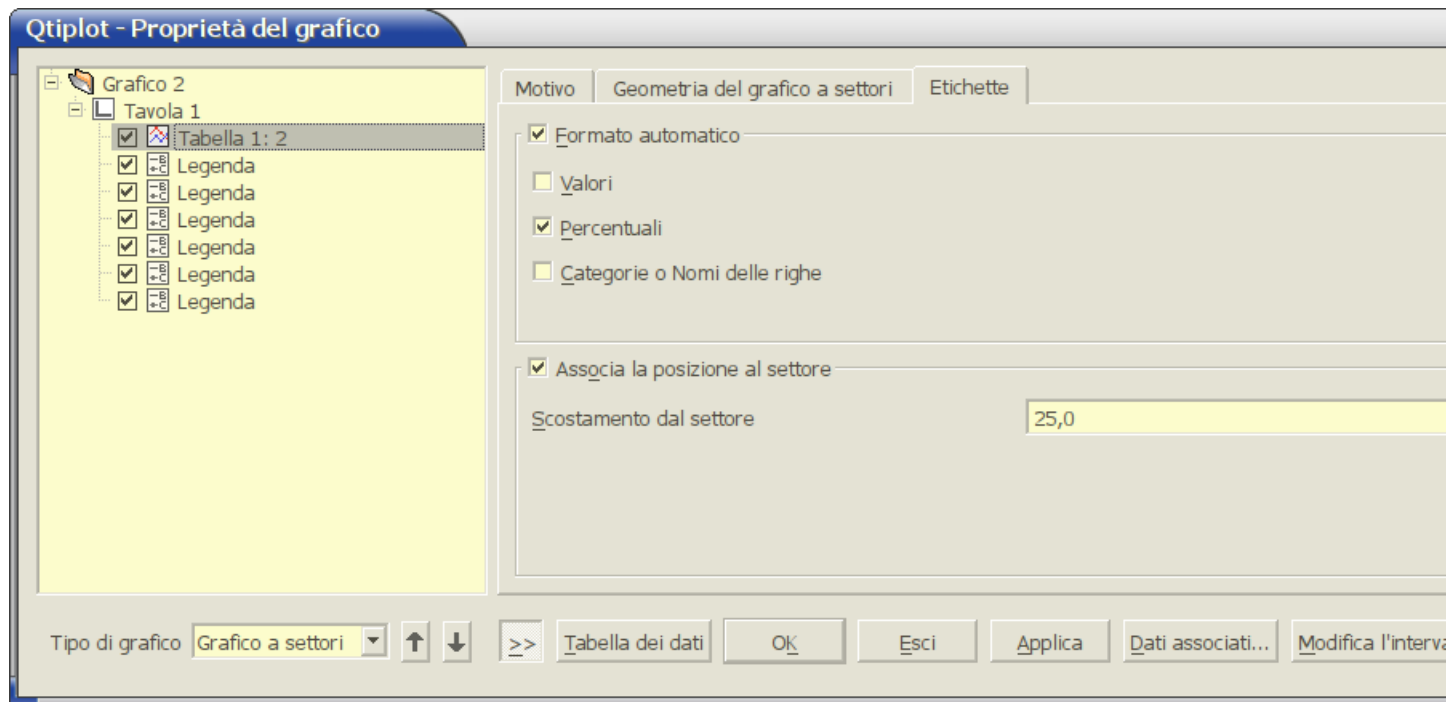 Qtiplot - Proprietà del grafico
Grafico 2
Tavola 1
Tabella 1: 2
Legenda
Legenda
Legenda
Legenda
Legenda
Legenda
Motivo
Geometria del grafico a settori
Etichette
Formato automatico
Valori
Percentuali
Categorie o Nomi delle righe
Associa la posizione al settore
Scostamento dal settore
25,0
Tipo di grafico
Grafico a settori
>>
Tabella dei dati
OK
Esci
Applica
Dati associati...
Modifica l'interva